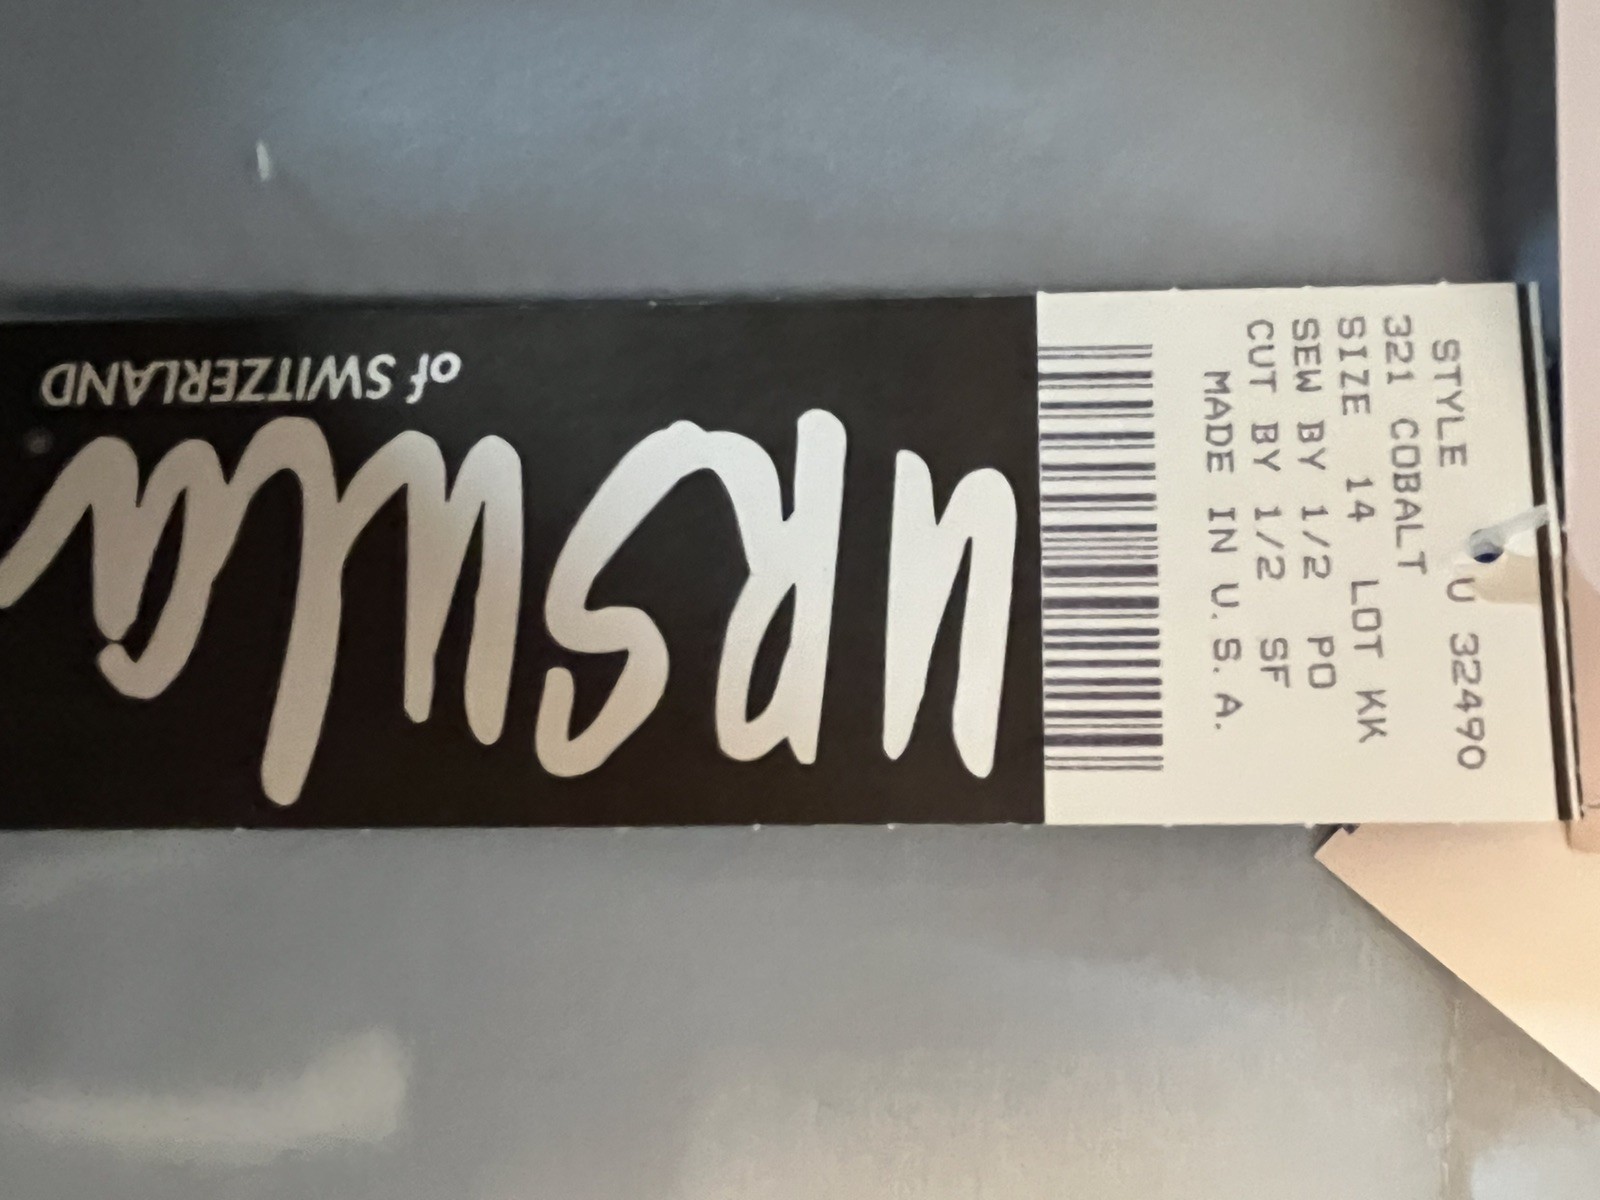 ursula
of SWITZERLAND
STYLE U 32490
321 COBALT
SIZE 14 LOT KK
SEW BY 1/2 PO
CUT BY 1/2 SF
MADE IN U.S.A.